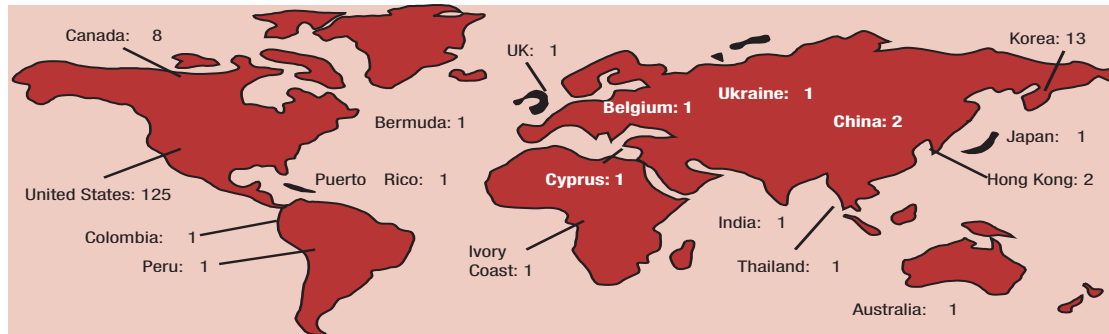 Canada: 8
UK: 1
Korea: 13
Belgium: 1
Ukraine: 1
Bermuda: 1
China: 2
Japan: 1
United States: 125
Puerto Rico: 1
Cyprus: 1
Hong Kong: 2
Colombia: 1
India: 1
Peru: 1
Ivory
Coast: 1
Thailand: 1
Australia: 1